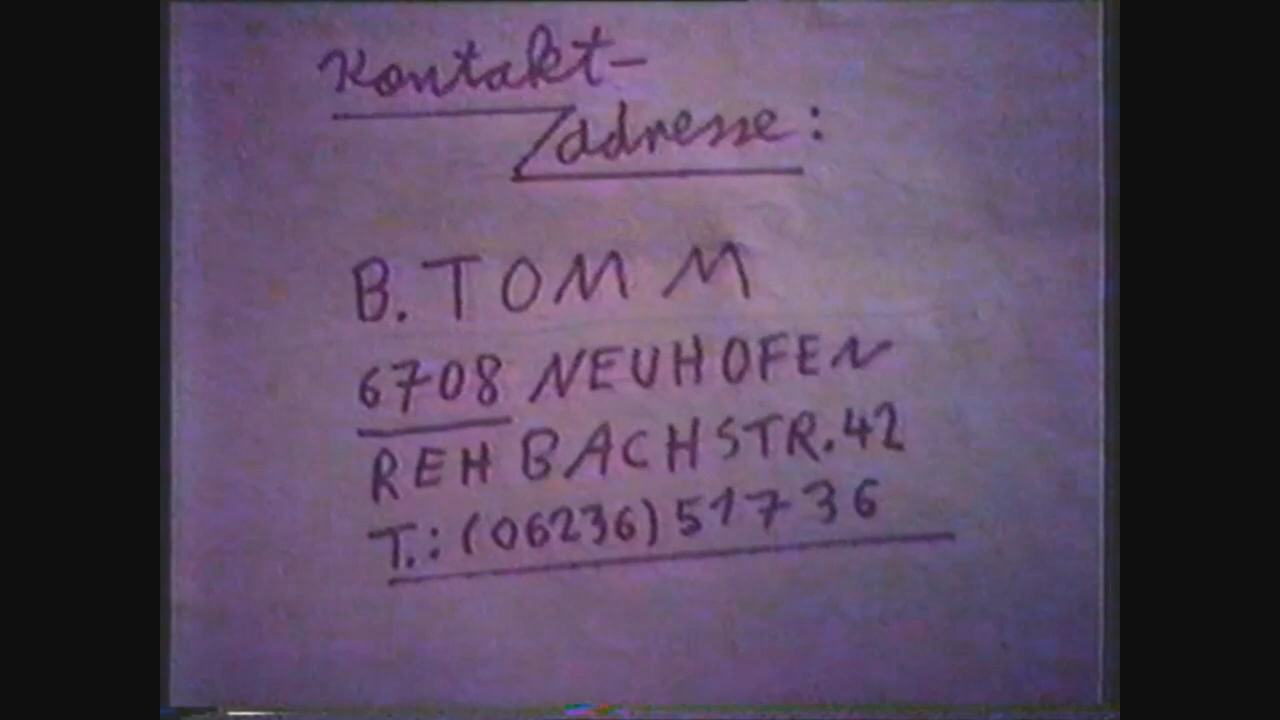 Kontakt-
adresse:
B. TOMM
6708 NEUHOFEN
REHBACHSTR. 42
T.: (06236) 51736